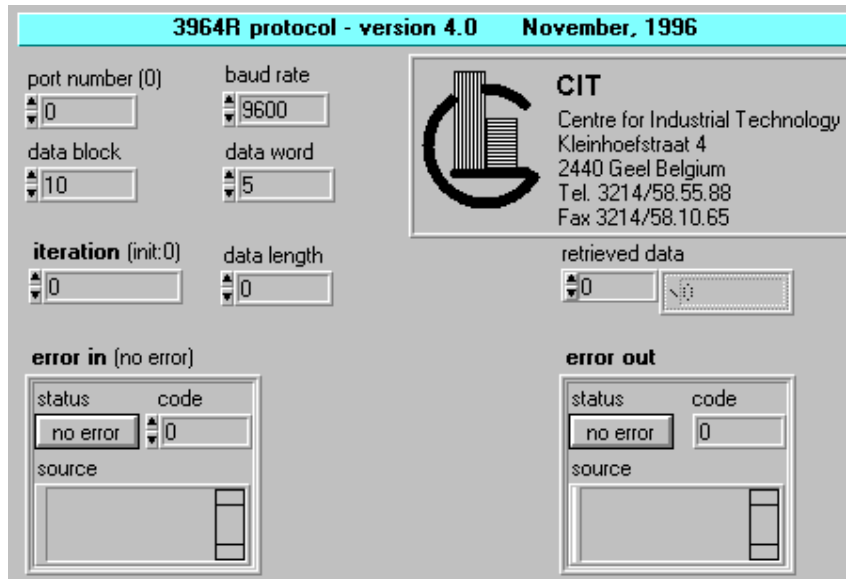 3964R protocol - version 4.0 November, 1996
port number (0)
0
baud rate
9600
data block
10
data word
5
CIT
Centre for Industrial Technology
Kleinhoefstraat 4
2440 Geel Belgium
Tel. 3214/58.55.88
Fax 3214/58.10.65
iteration (init:0)
0
data length
0
retrieved data
0
\0
error in (no error)
status
no error
code
0
source
error out
status
no error
code
0
source